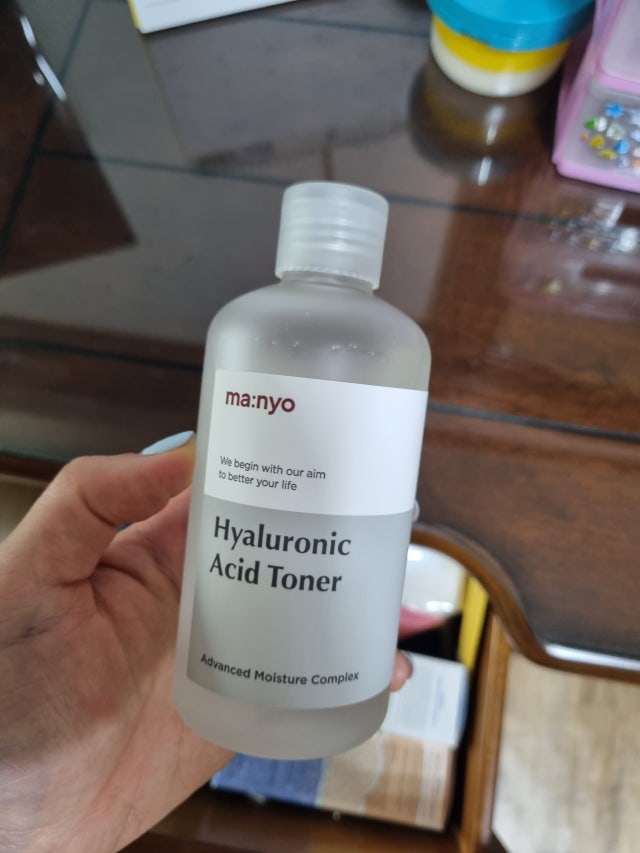 ma:nyo
We begin with our aim
to better your life
Hyaluronic
Acid Toner
Advanced Moisture Complex